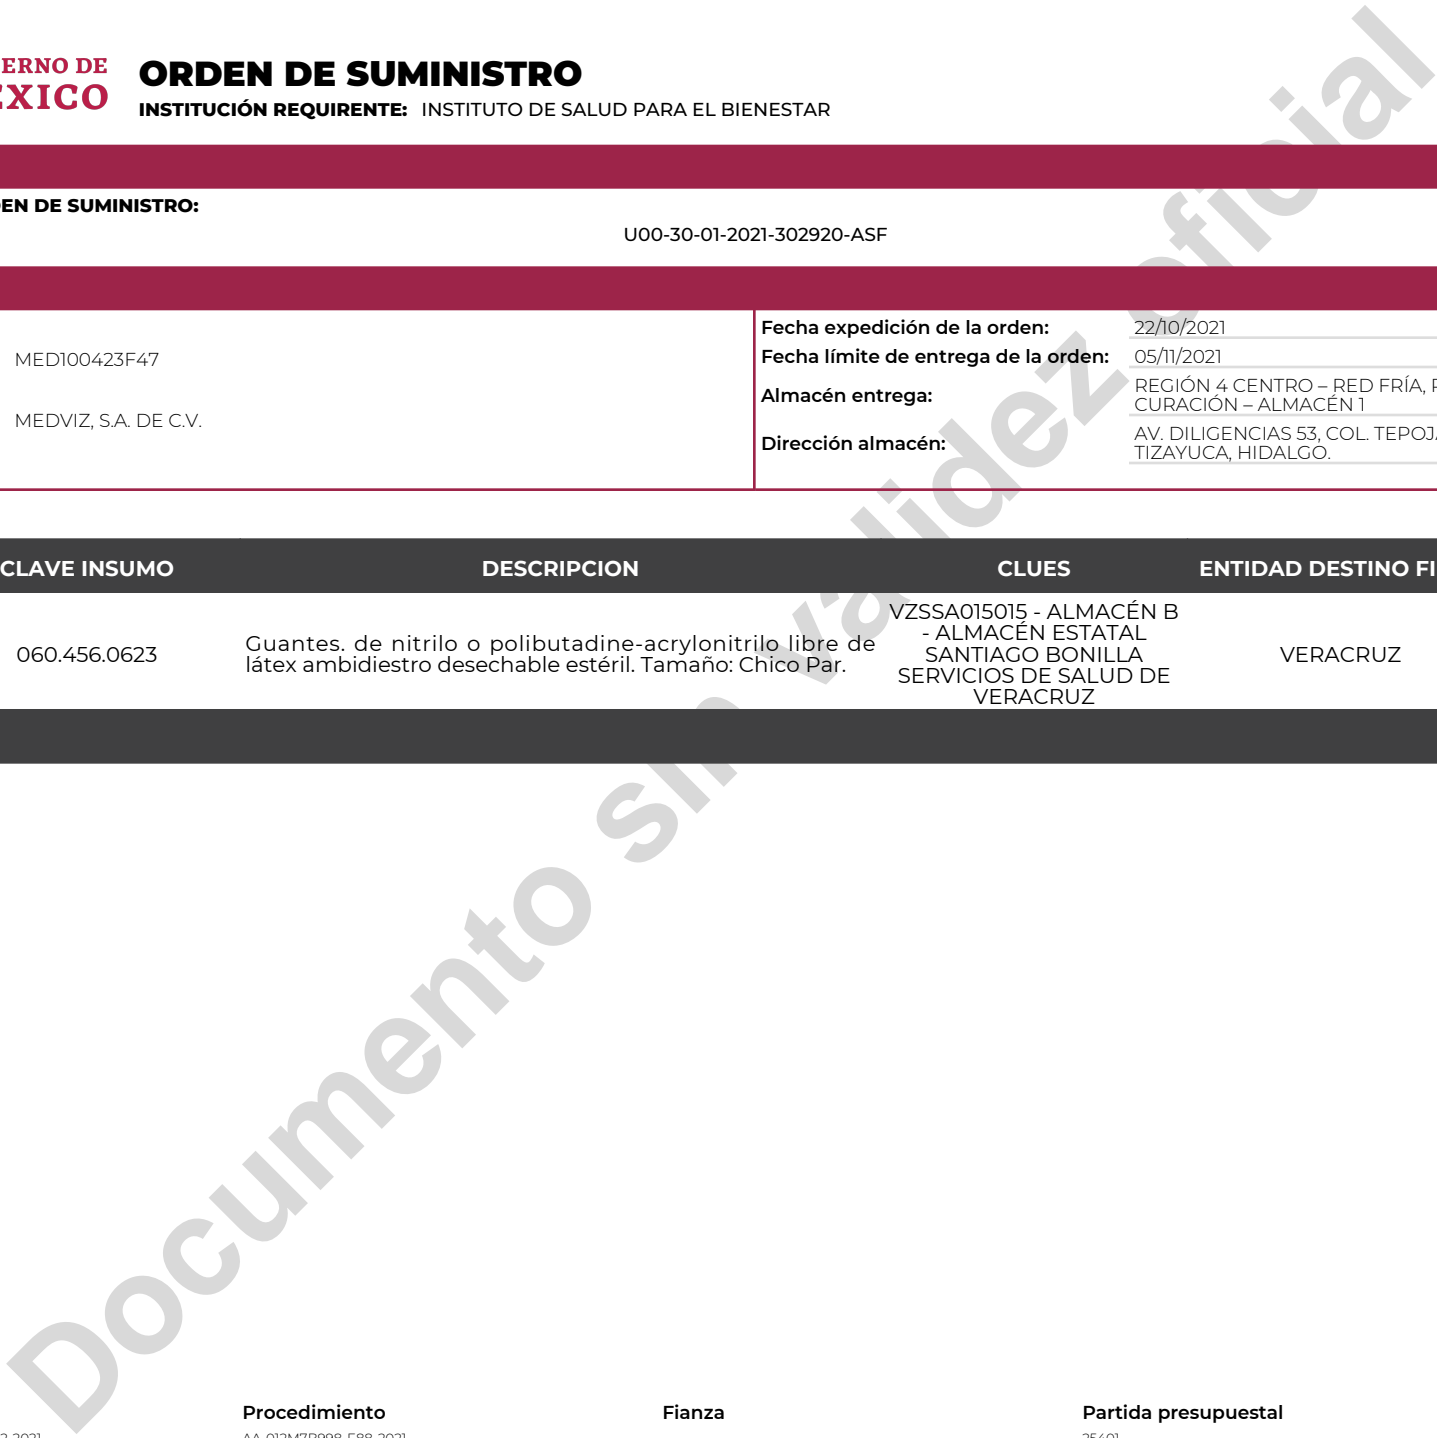 ERNO DE
ORDEN DE SUMINISTRO
EXICO
INSTITUCIÓN REQUIRENTE: INSTITUTO DE SALUD PARA EL BIENESTAR
EN DE SUMINISTRO:
U00-30-01-2021-302920-ASF
MED100423F47
MEDVIZ, S.A. DE C.V.
Fecha expedición de la orden: 22/10/2021
Fecha límite de entrega de la orden: 05/11/2021
Almacén entrega: REGIÓN 4 CENTRO – RED FRÍA,
CURACIÓN – ALMACÉN 1
Dirección almacén: AV. DILIGENCIAS 53, COL. TEPOJ
TIZAYUCA, HIDALGO.
CLAVE INSUMO DESCRIPCION CLUES ENTIDAD DESTINO FI
060.456.0623
Guantes. de nitrilo o polibutadine-acrylonitrilo libre de
látex ambidiestro desechable estéril. Tamaño: Chico Par.
VZSSA015015 - ALMACÉN B
- ALMACÉN ESTATAL
SANTIAGO BONILLA
SERVICIOS DE SALUD DE
VERACRUZ
VERACRUZ
Documento sin validez oficial
Procedimiento Fianza Partida presupuestal